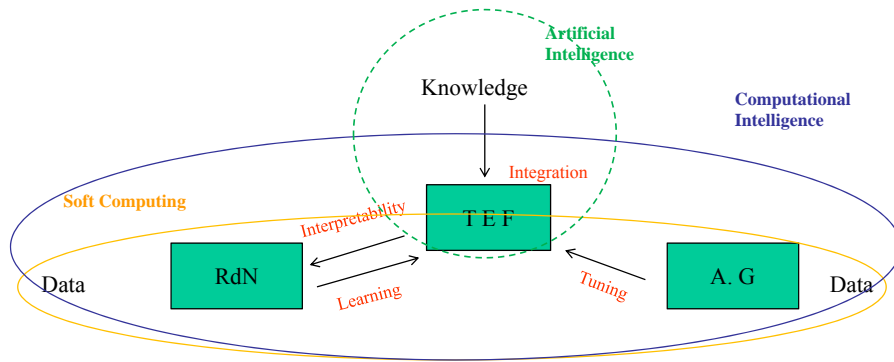 Artificial
Intelligence
Knowledge
Computational
Intelligence
Integration
Soft Computing
T E F
Interpretability
RdN
A. G
Data
Data
Learning
Tuning